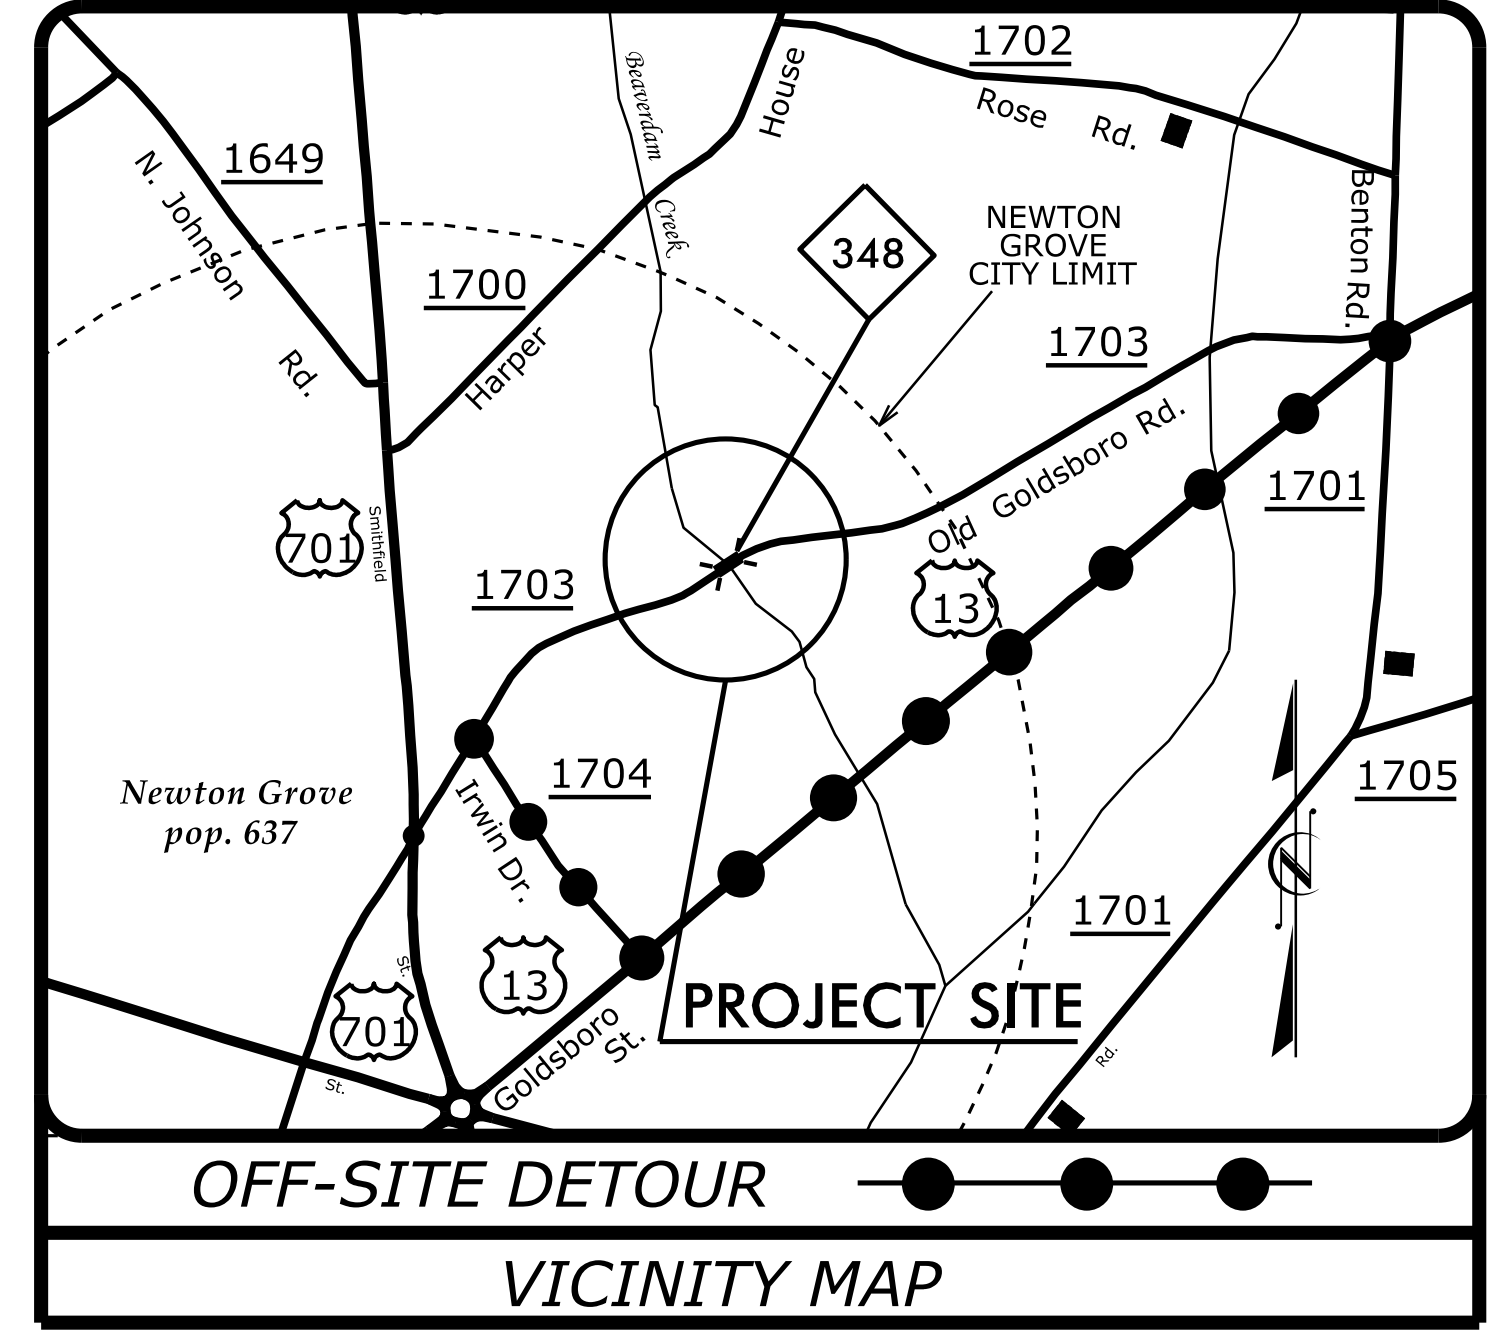 1702
House
Beaverdam
Rose Rd.
1649
N. Johnson
Rd.
Benton Rd.
Creek
NEWTON
GROVE
CITY LIMIT
348
1700
Harper
1703
Old Goldsboro Rd.
1701
701
Smithfield
1703
13
1704
1705
Newton Grove
pop. 637
Irwin Dr.
1701
N
St.
13
701
PROJECT SITE
Goldsboro
St.
St.
Rd.
OFF-SITE DETOUR
VICINITY MAP